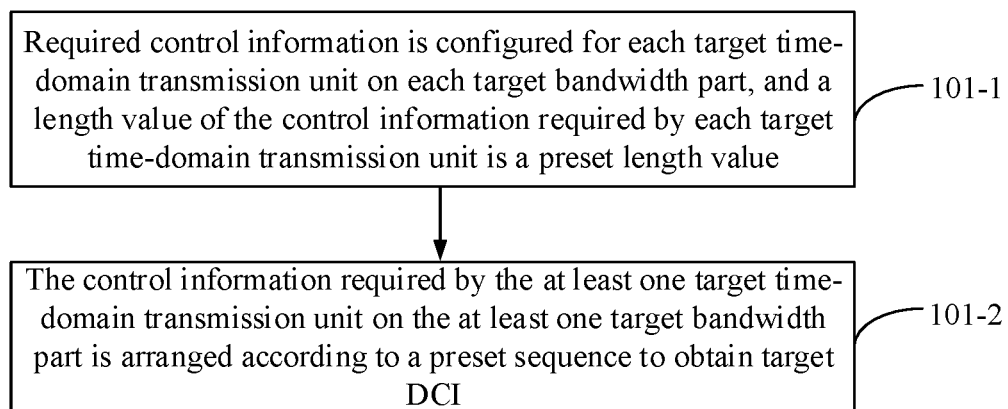 Required control information is configured for each target time-
domain transmission unit on each target bandwidth part, and a
length value of the control information required by each target
time-domain transmission unit is a preset length value
101-1
The control information required by the at least one target time-
domain transmission unit on the at least one target bandwidth
part is arranged according to a preset sequence to obtain target
DCI
101-2